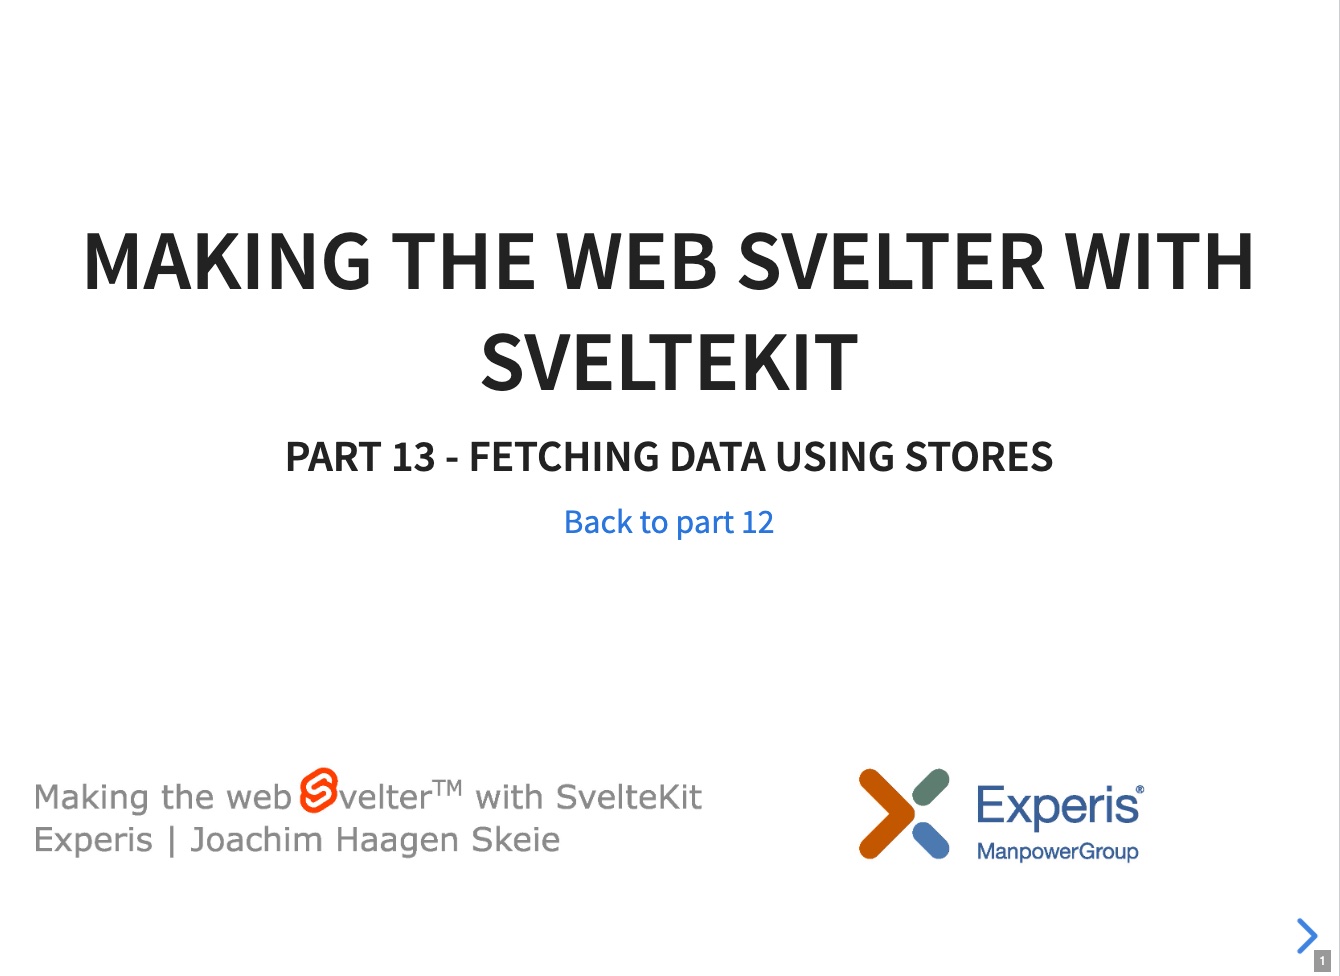 MAKING THE WEB SVELTER WITH
SVELTEKIT
PART 13 - FETCHING DATA USING STORES
Back to part 12
Making the web Svelter™ with SvelteKit
Experis | Joachim Haagen Skeie
Experis®
ManpowerGroup
1